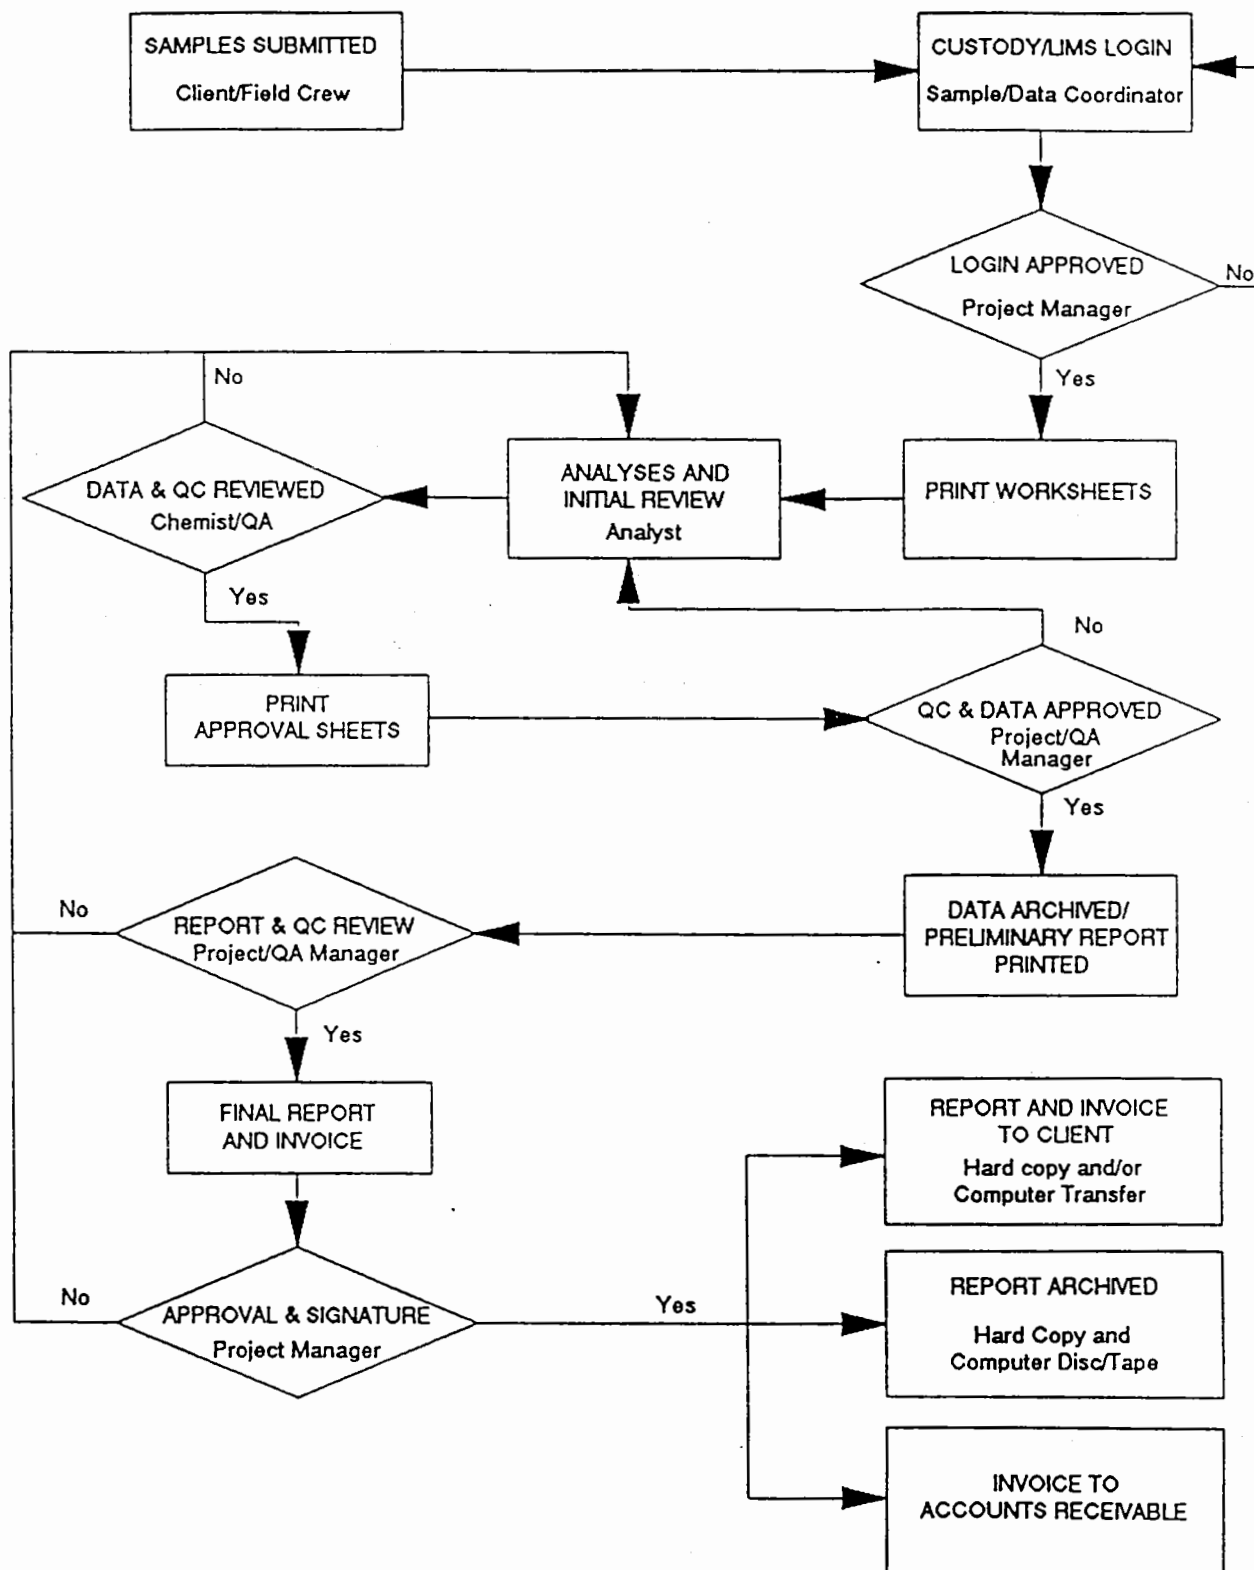 SAMPLES SUBMITTED
Client/Field Crew
CUSTODY/LIMS LOGIN
Sample/Data Coordinator
LOGIN APPROVED
Project Manager
No
Yes
No
DATA & QC REVIEWED
Chemist/QA
ANALYSES AND
INITIAL REVIEW
Analyst
PRINT WORKSHEETS
Yes
No
PRINT
APPROVAL SHEETS
QC & DATA APPROVED
Project/QA
Manager
Yes
No
REPORT & QC REVIEW
Project/QA Manager
DATA ARCHIVED/
PRELIMINARY REPORT
PRINTED
Yes
FINAL REPORT
AND INVOICE
REPORT AND INVOICE
TO CLIENT
Hard copy and/or
Computer Transfer
No
APPROVAL & SIGNATURE
Project Manager
Yes
REPORT ARCHIVED
Hard Copy and
Computer Disc/Tape
INVOICE TO
ACCOUNTS RECEIVABLE